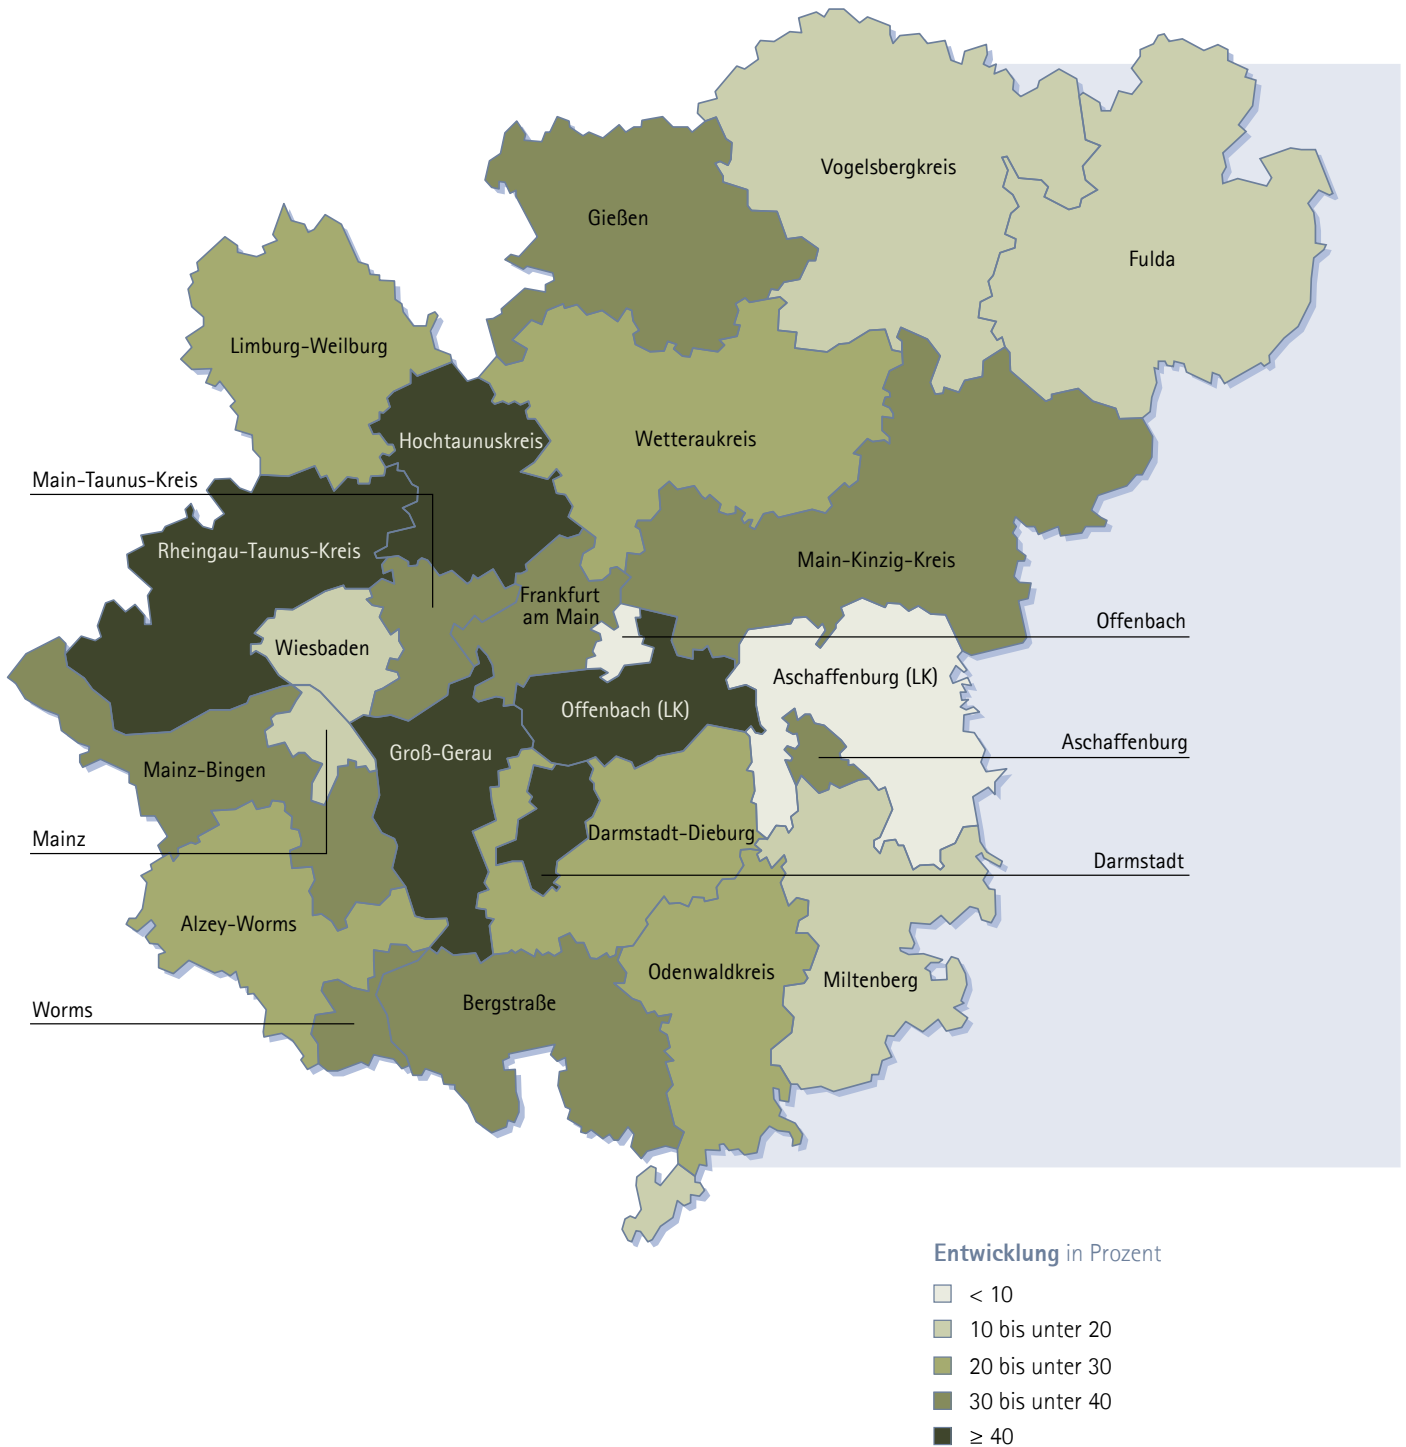 Vogelsbergkreis
Gießen
Fulda
Limburg-Weilburg
Hochtaunuskreis
Wetteraukreis
Main-Taunus-Kreis
Rheingau-Taunus-Kreis
Main-Kinzig-Kreis
Frankfurt
am Main
Offenbach
Wiesbaden
Aschaffenburg (LK)
Offenbach (LK)
Aschaffenburg
Groß-Gerau
Mainz-Bingen
Mainz
Darmstadt-Dieburg
Darmstadt
Alzey-Worms
Odenwaldkreis
Miltenberg
Bergstraße
Worms
Entwicklung in Prozent
< 10
10 bis unter 20
20 bis unter 30
30 bis unter 40
≥ 40